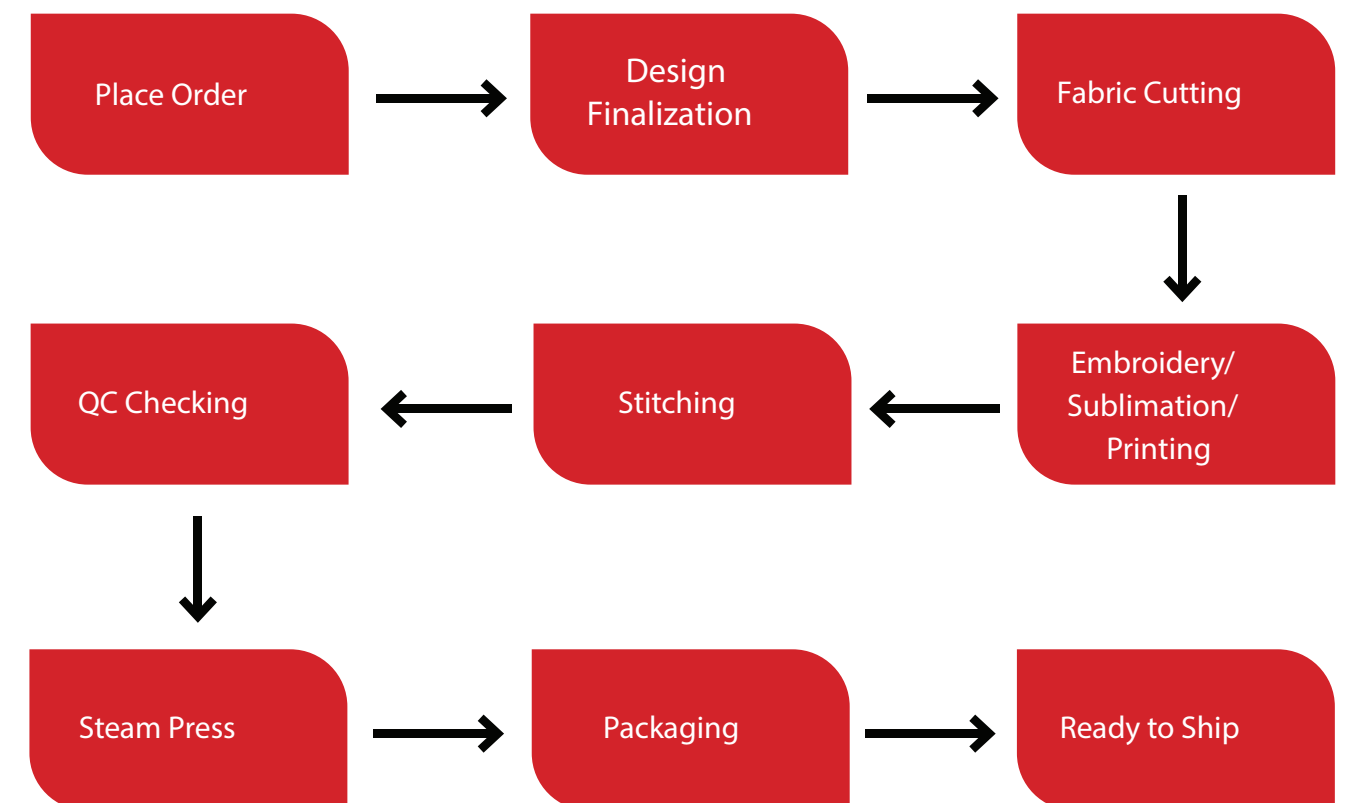 Place Order
Design
Finalization
Fabric Cutting
Embroidery/
Sublimation/
Printing
Stitching
QC Checking
Steam Press
Packaging
Ready to Ship